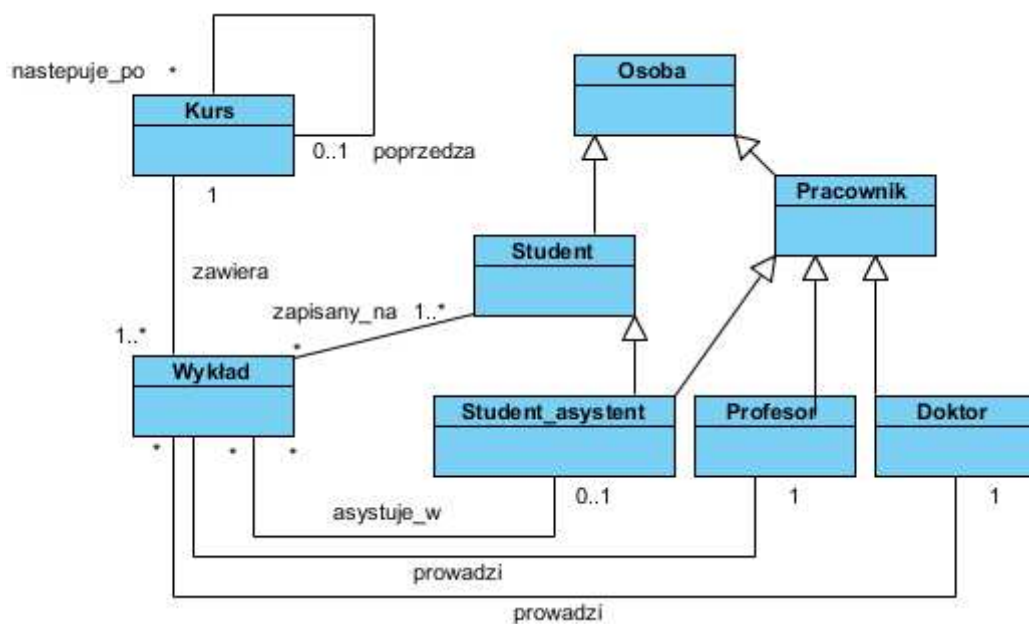 nastepuje_po *
Osoba
Kurs
0..1 poprzedza
1
Pracownik
Student
zawiera
zapisany_na 1..*
1..*
*
Wykład
Student_asystent
Profesor
Doktor
* * *
0..1
1
1
asystuje_w
prowadzi
prowadzi